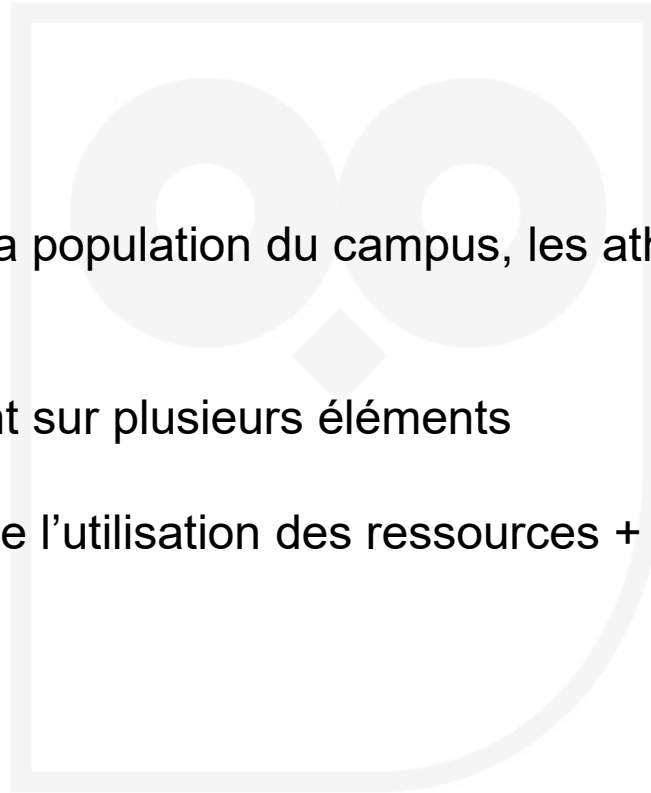 a population du campus, les ath
nt sur plusieurs éléments
e l’utilisation des ressources +